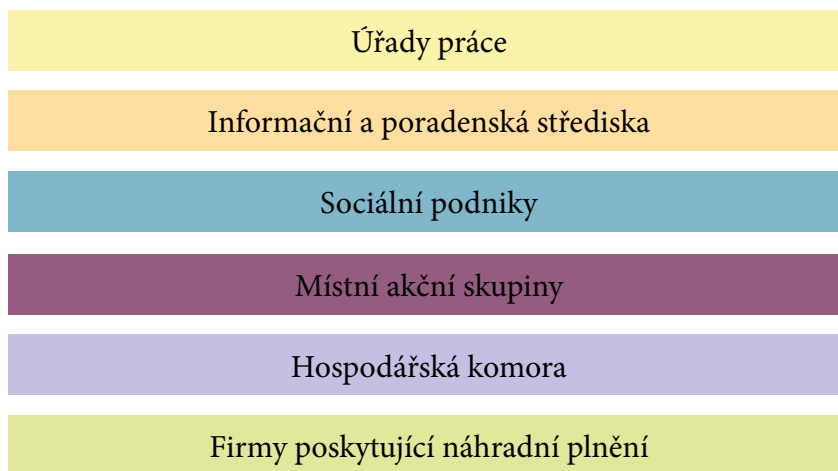 Úřady práce
Informační a poradenská střediska
Sociální podniky
Místní akční skupiny
Hospodářská komora
Firmy poskytující náhradní plnění